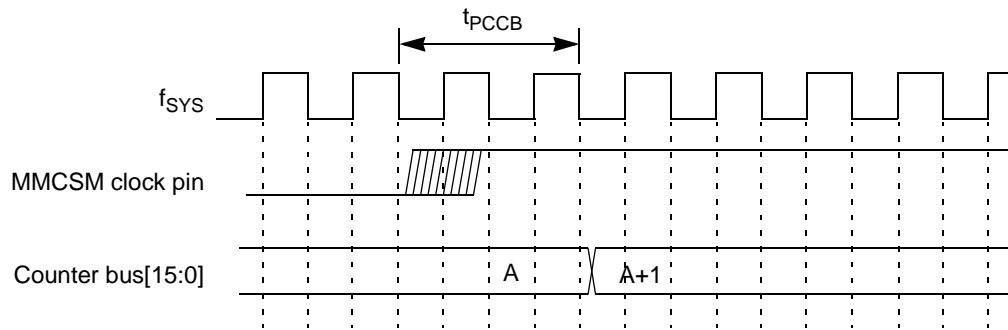 tPCCB
fSYS
MMCSM clock pin
Counter bus[15:0]
A
A+1